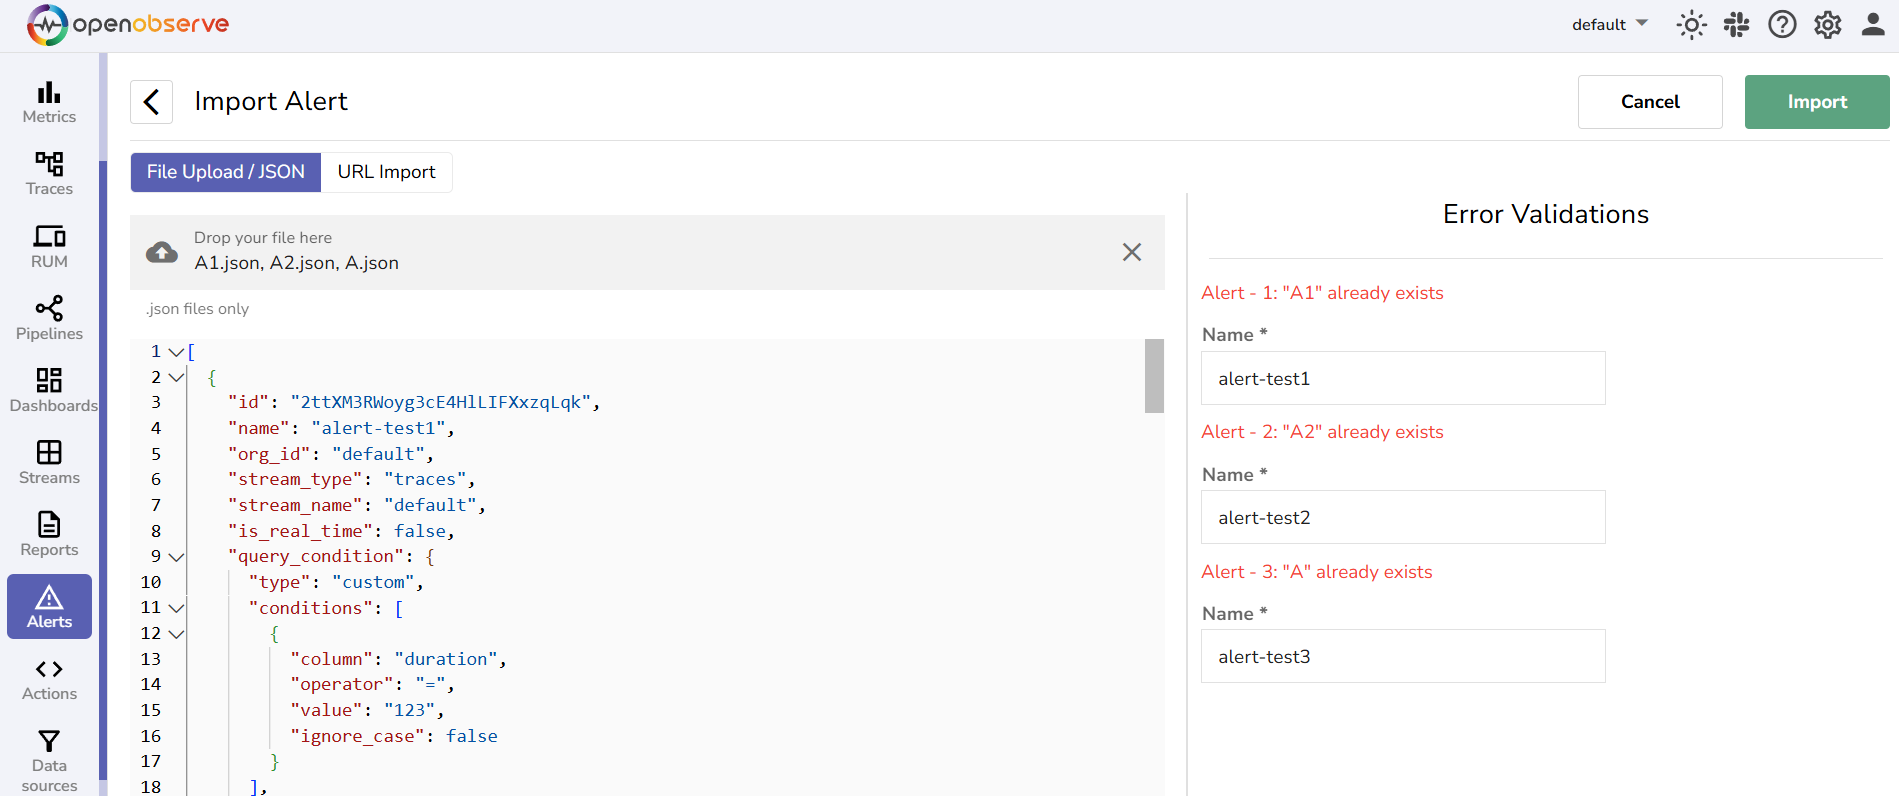 openobserve
default
Metrics
Traces
RUM
Pipelines
Dashboards
Streams
Reports
Alerts
Actions
Data
sources
Import Alert
Cancel
Import
File Upload / JSON
URL Import
Drop your file here
A1.json, A2.json, A.json
.json files only
1 [
2 {
3 "id": "2ttXM3RWoyg3cE4HlLIFXxzqLqk",
4 "name": "alert-test1",
5 "org_id": "default",
6 "stream_type": "traces",
7 "stream_name": "default",
8 "is_real_time": false,
9 "query_condition": {
10 "type": "custom",
11 "conditions": [
12 {
13 "column": "duration",
14 "operator": "=",
15 "value": "123",
16 "ignore_case": false
17 }
18 ],
Error Validations
Alert - 1: "A1" already exists
Name *
alert-test1
Alert - 2: "A2" already exists
Name *
alert-test2
Alert - 3: "A" already exists
Name *
alert-test3